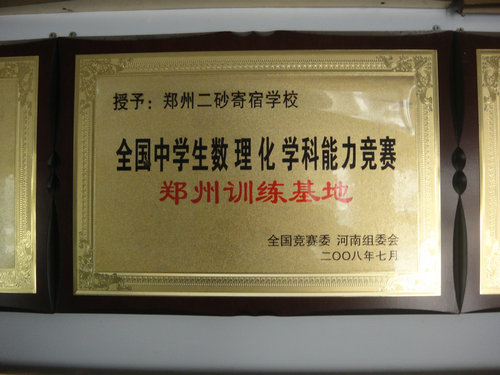 授予：郑州二砂寄宿学校
全国中学生数理化学科能力竞赛
郑州训练基地
全国竞赛委 河南组委会
二〇〇八年七月